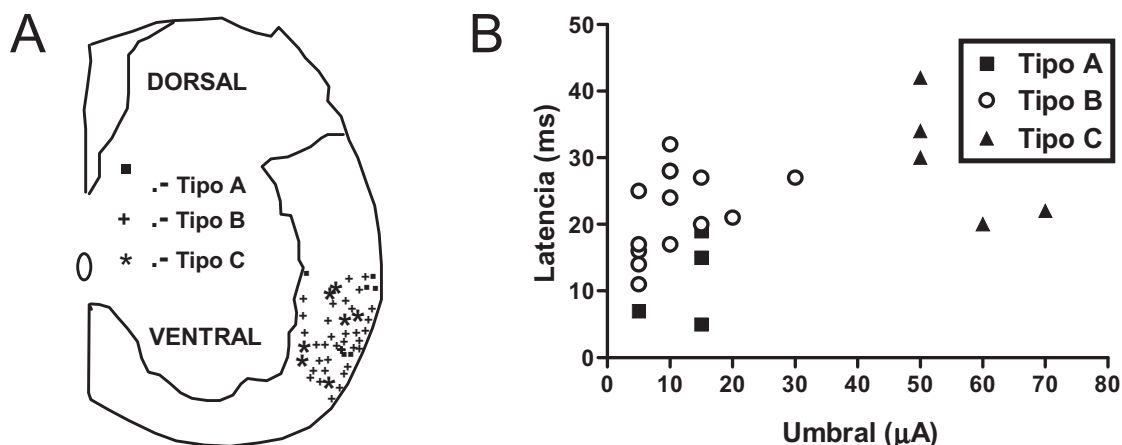 A
DORSAL
.- Tipo A
.- Tipo B
.- Tipo C
VENTRAL
B
Latencia (ms)
50
40
30
20
10
0
0 10 20 30 40 50 60 70 80
Umbral (μA)
Tipo A
Tipo B
Tipo C